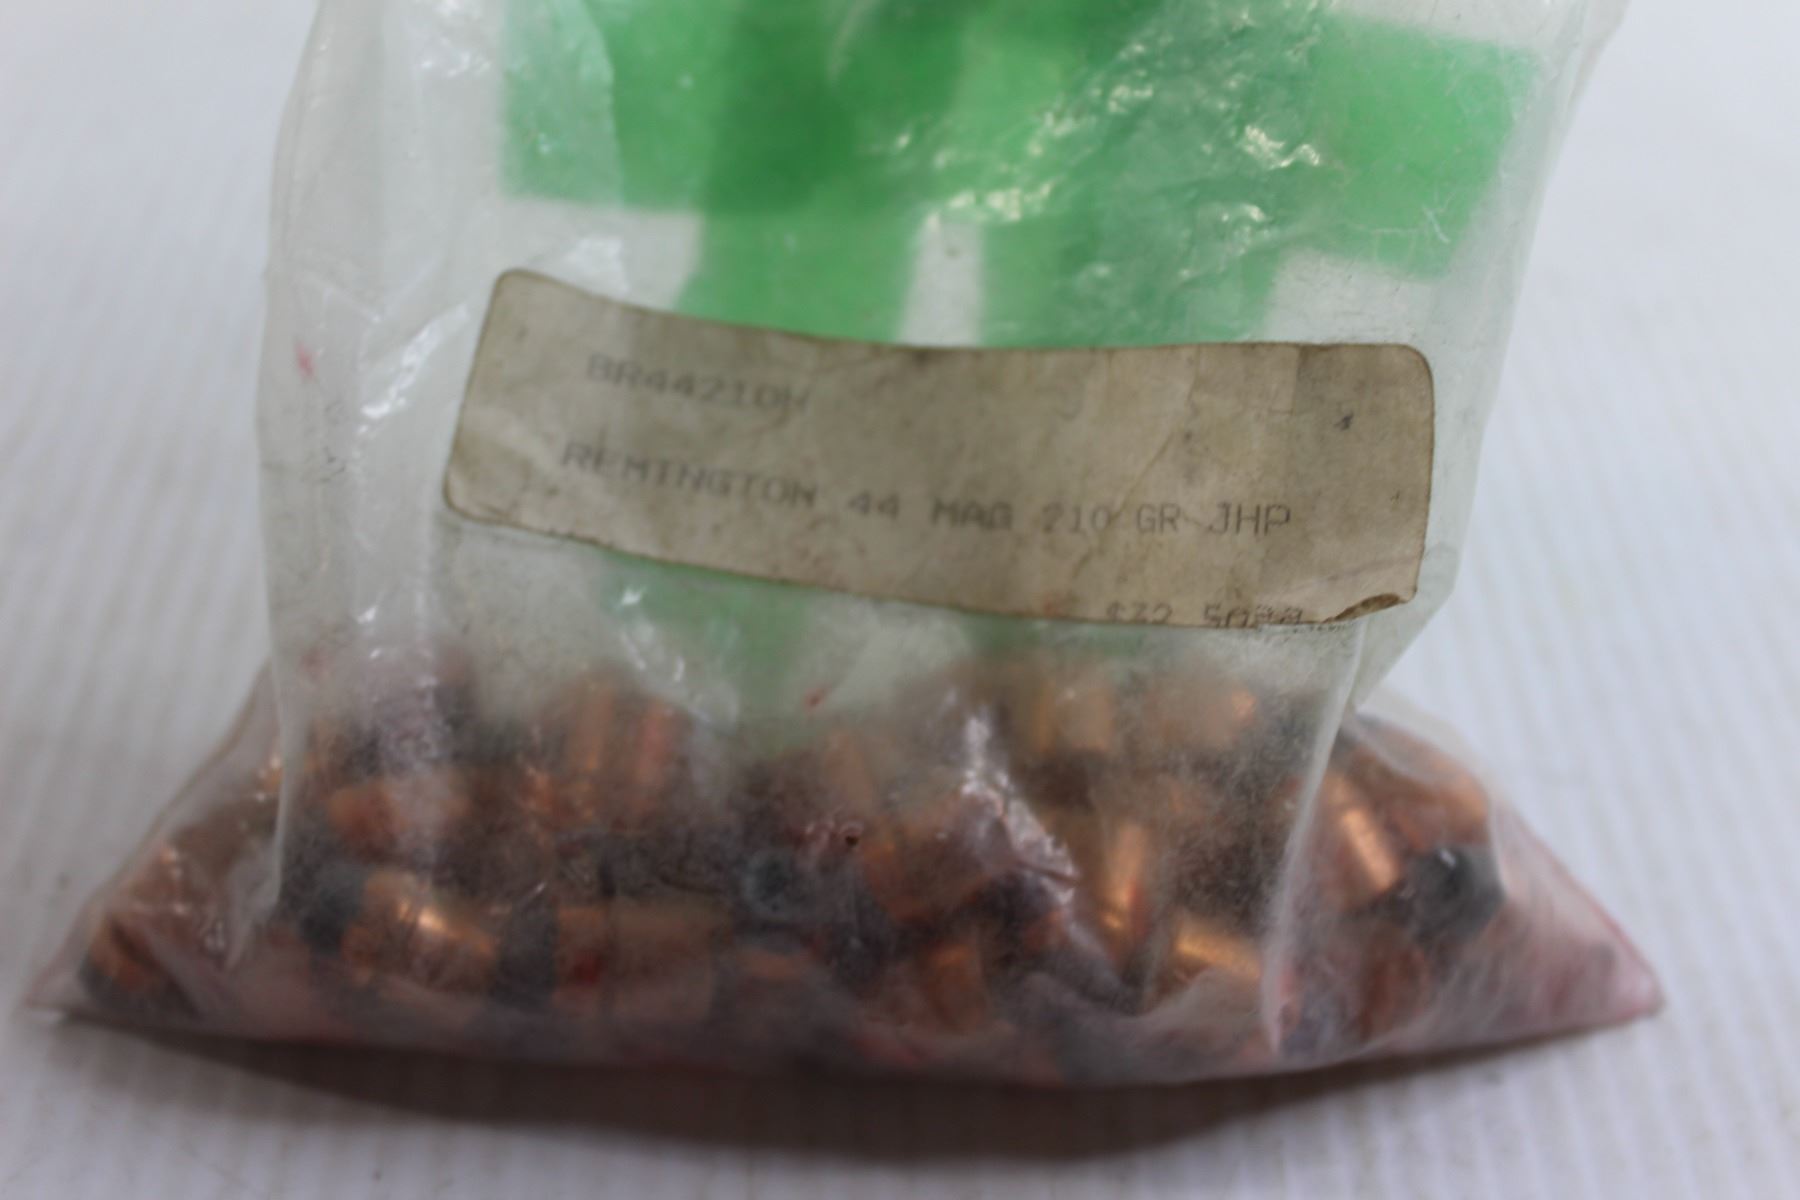 BR44210H
REMINGTON 44 MAG 210 GR JHP